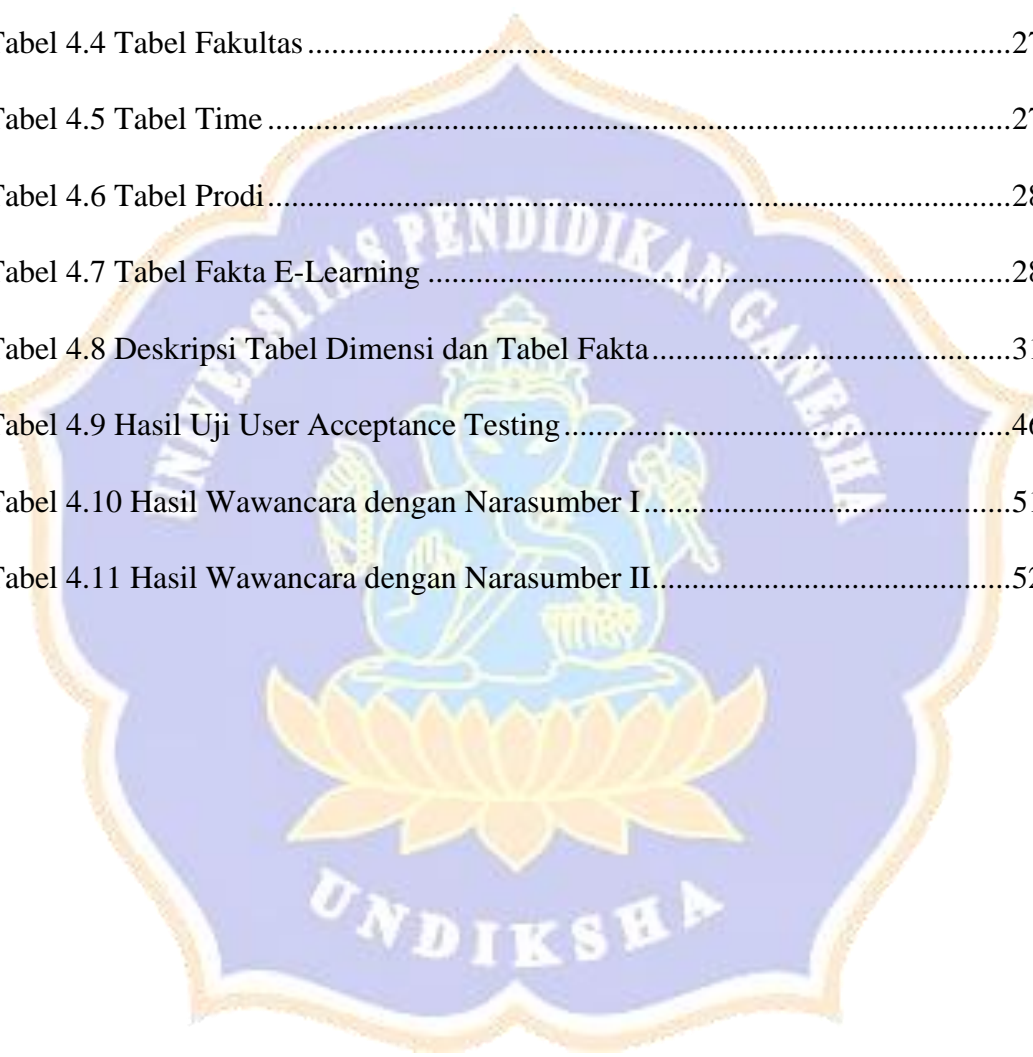 Tabel 4.4 Tabel Fakultas ........................................................................................27
Tabel 4.5 Tabel Time ............................................................................................27
Tabel 4.6 Tabel Prodi............................................................................................28
Tabel 4.7 Tabel Fakta E-Learning ........................................................................28
Tabel 4.8 Deskripsi Tabel Dimensi dan Tabel Fakta............................................31
Tabel 4.9 Hasil Uji User Acceptance Testing.......................................................46
Tabel 4.10 Hasil Wawancara dengan Narasumber I.............................................51
Tabel 4.11 Hasil Wawancara dengan Narasumber II............................................52
UNIVERSITAS PENDIDIKAN GANESHA
UNDIKSHA